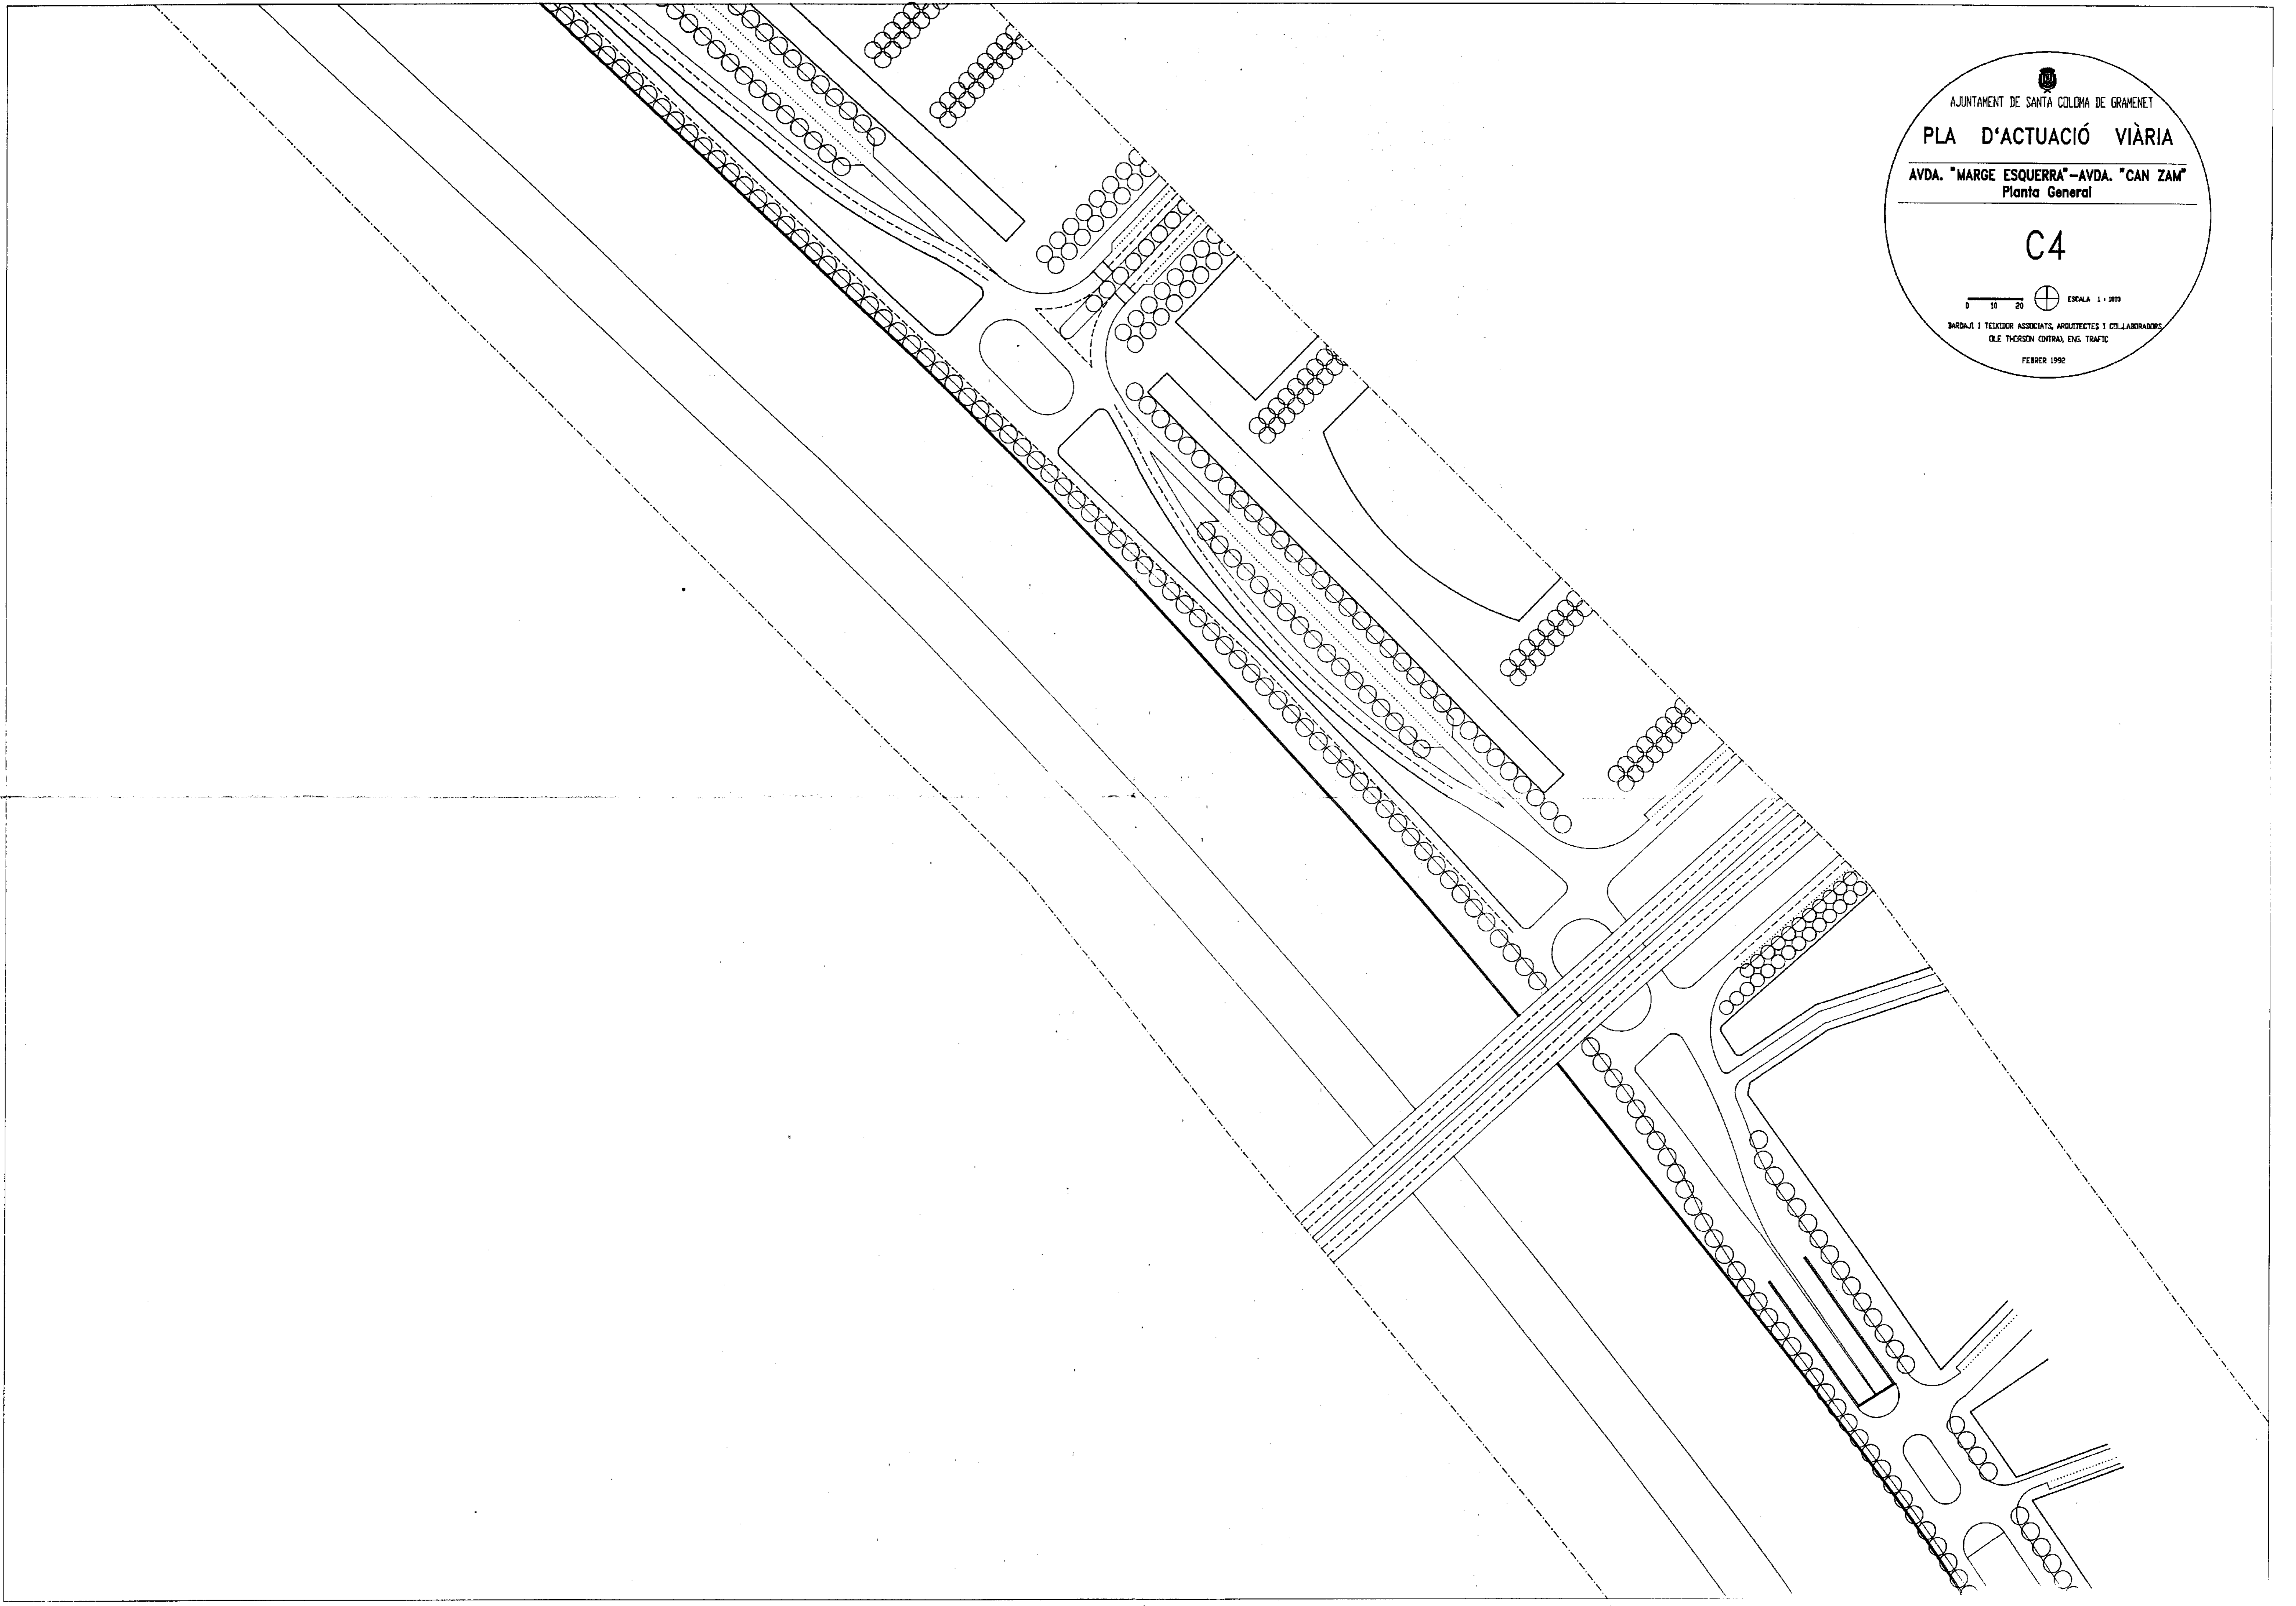 AJUNTAMENT DE SANTA COLOMA DE GRAMENET
PLA D'ACTUACIÓ VIÀRIA
AVDA. "MARGE ESQUERRA"-AVDA. "CAN ZAM"
Planta General
C4
0 10 20 ESCALA 1 :
BARDAJI I TEIXIDOR ASSOCIATS, ARQUITECTES I COL.LABORADORS
OLE THORSON (INTRA), ENG. TRAFIC
FEBRER 1992